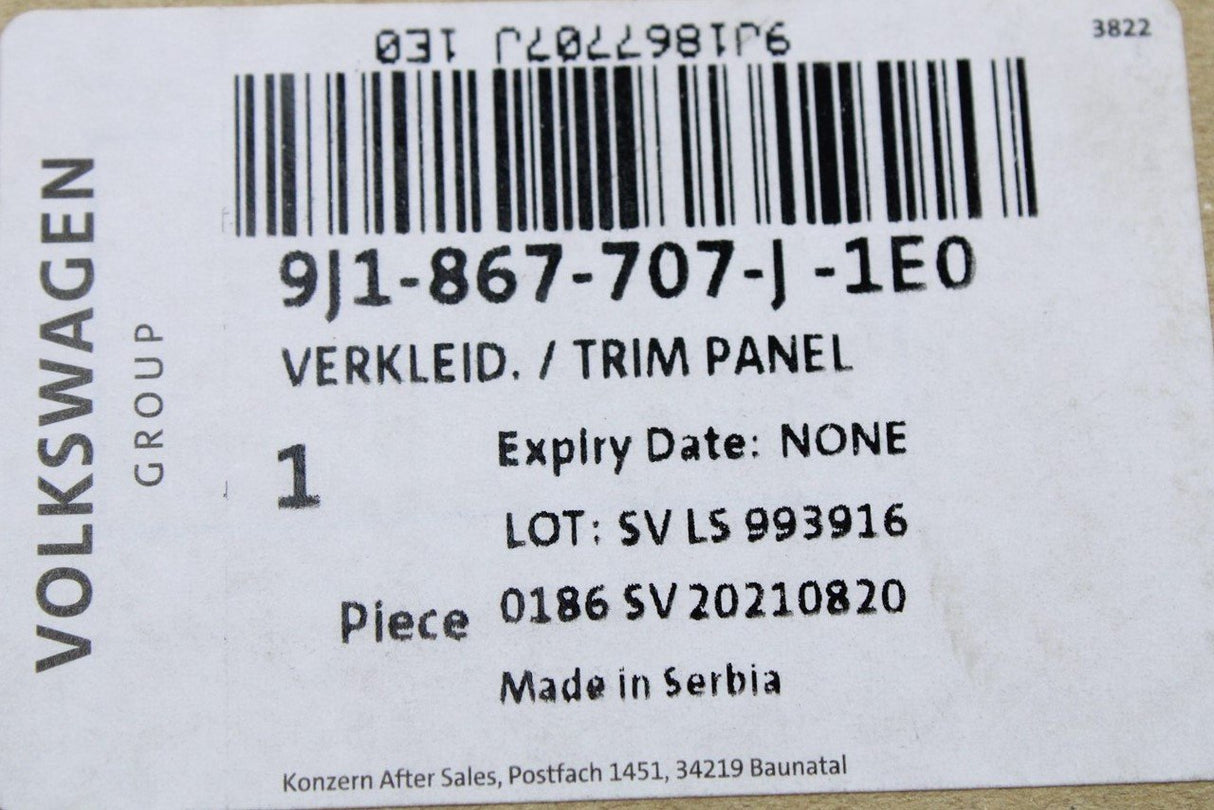 3822
9J1867707J 1E0
9J1-867-707-J -1E0
VERKLEID. / TRIM PANEL
1
Piece
Expiry Date: NONE
LOT: SV LS 993916
0186 SV 20210820
Made in Serbia
VOLKSWAGEN
GROUP
Konzern After Sales, Postfach 1451, 34219 Baunatal